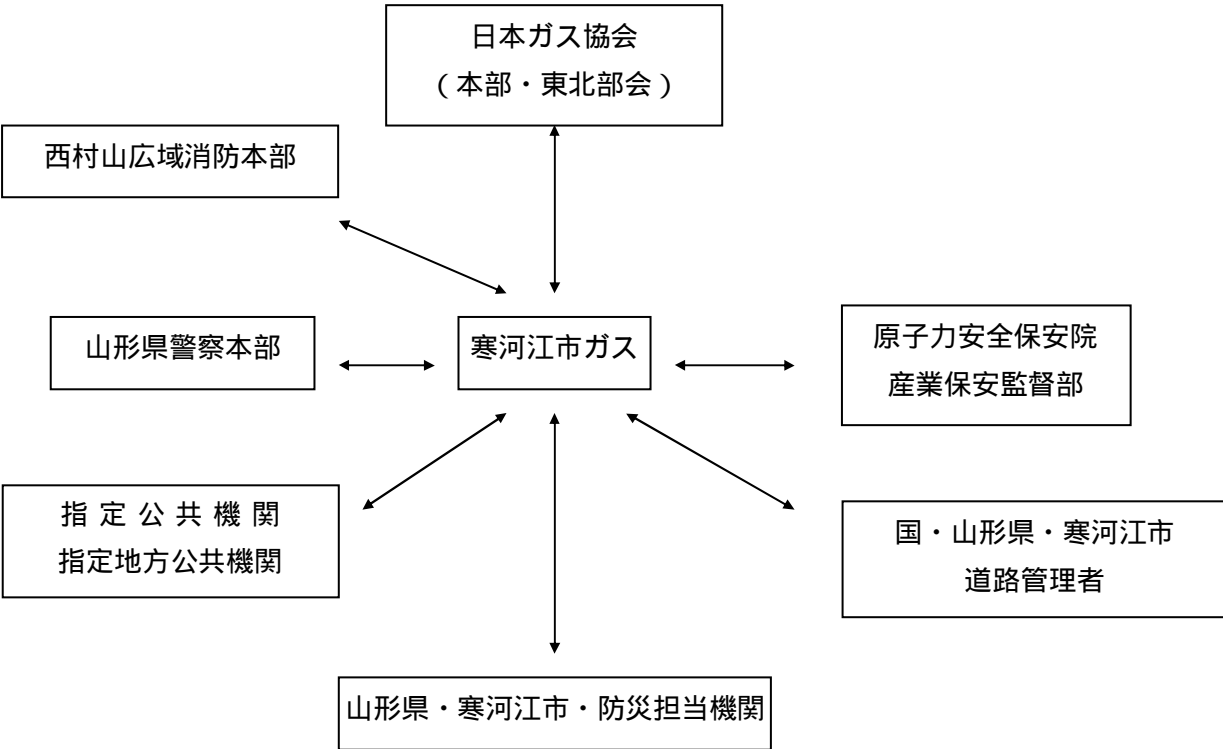 日本ガス協会
（本部・東北部会）
西村山広域消防本部
山形県警察本部
寒河江市ガス
原子力安全保安院
産業保安監督部
指定公共機関
指定地方公共機関
国・山形県・寒河江市
道路管理者
山形県・寒河江市・防災担当機関